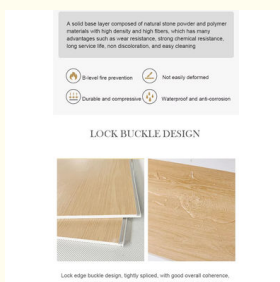 A solid base layer composed of natural stone powder and polymer
materials with high density and high fibers, which has many
advantages such as wear resistance, strong chemical resistance,
long service life, non discoloration, and easy cleaning
B-level fire prevention
Not easily deformed
Durable and compressive
Waterproof and anti-corrosion
LOCK BUCKLE DESIGN
Lock edge buckle design, tightly spliced, with good overall coherence,